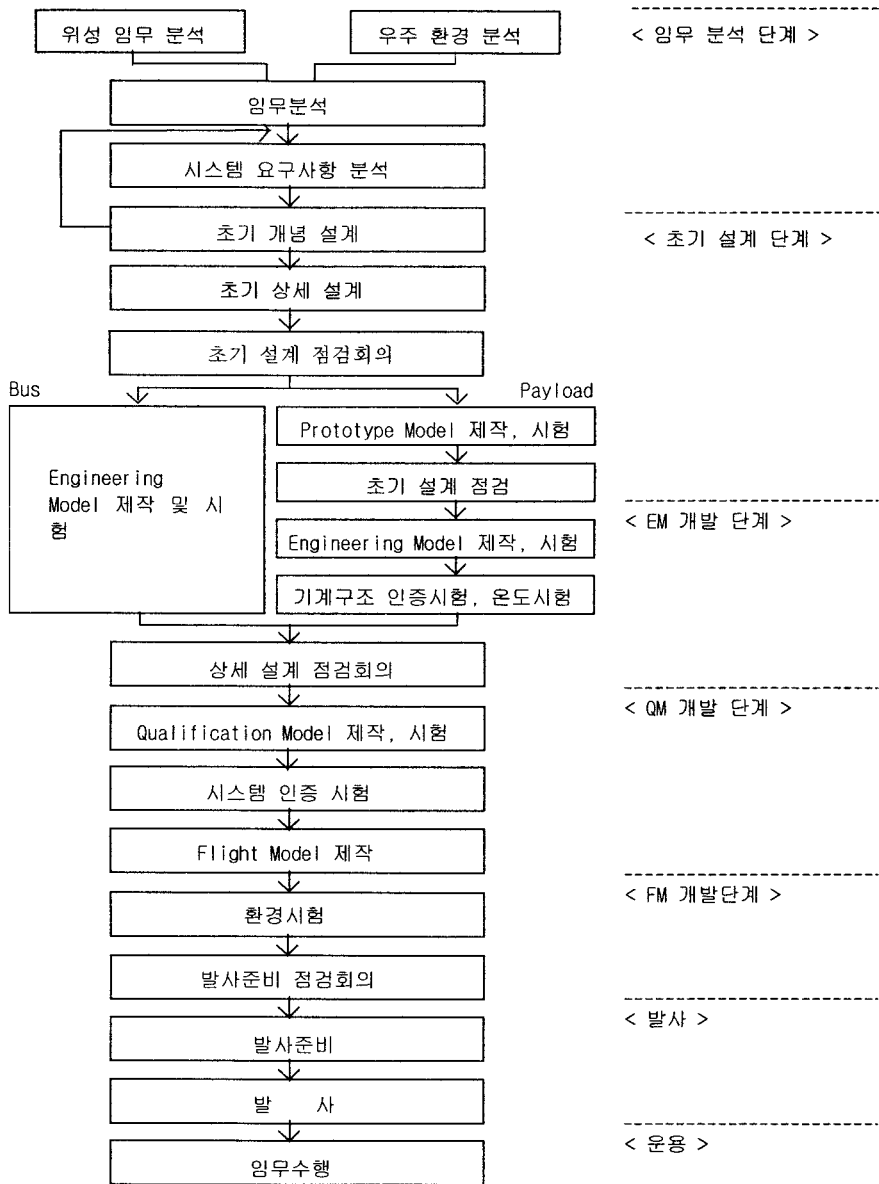 위성 임무 분석
우주 환경 분석
< 임무 분석 단계 >
임무분석
시스템 요구사항 분석
초기 개념 설계
< 초기 설계 단계 >
초기 상세 설계
초기 설계 점검회의
Bus
Payload
Engineering
Model 제작 및 시
험
Prototype Model 제작, 시험
초기 설계 점검
Engineering Model 제작, 시험
< EM 개발 단계 >
기계구조 인증시험, 온도시험
상세 설계 점검회의
Qualification Model 제작, 시험
< QM 개발 단계 >
시스템 인증 시험
Flight Model 제작
환경시험
< FM 개발단계 >
발사준비 점검회의
발사준비
< 발사 >
발 사
임무수행
< 운용 >